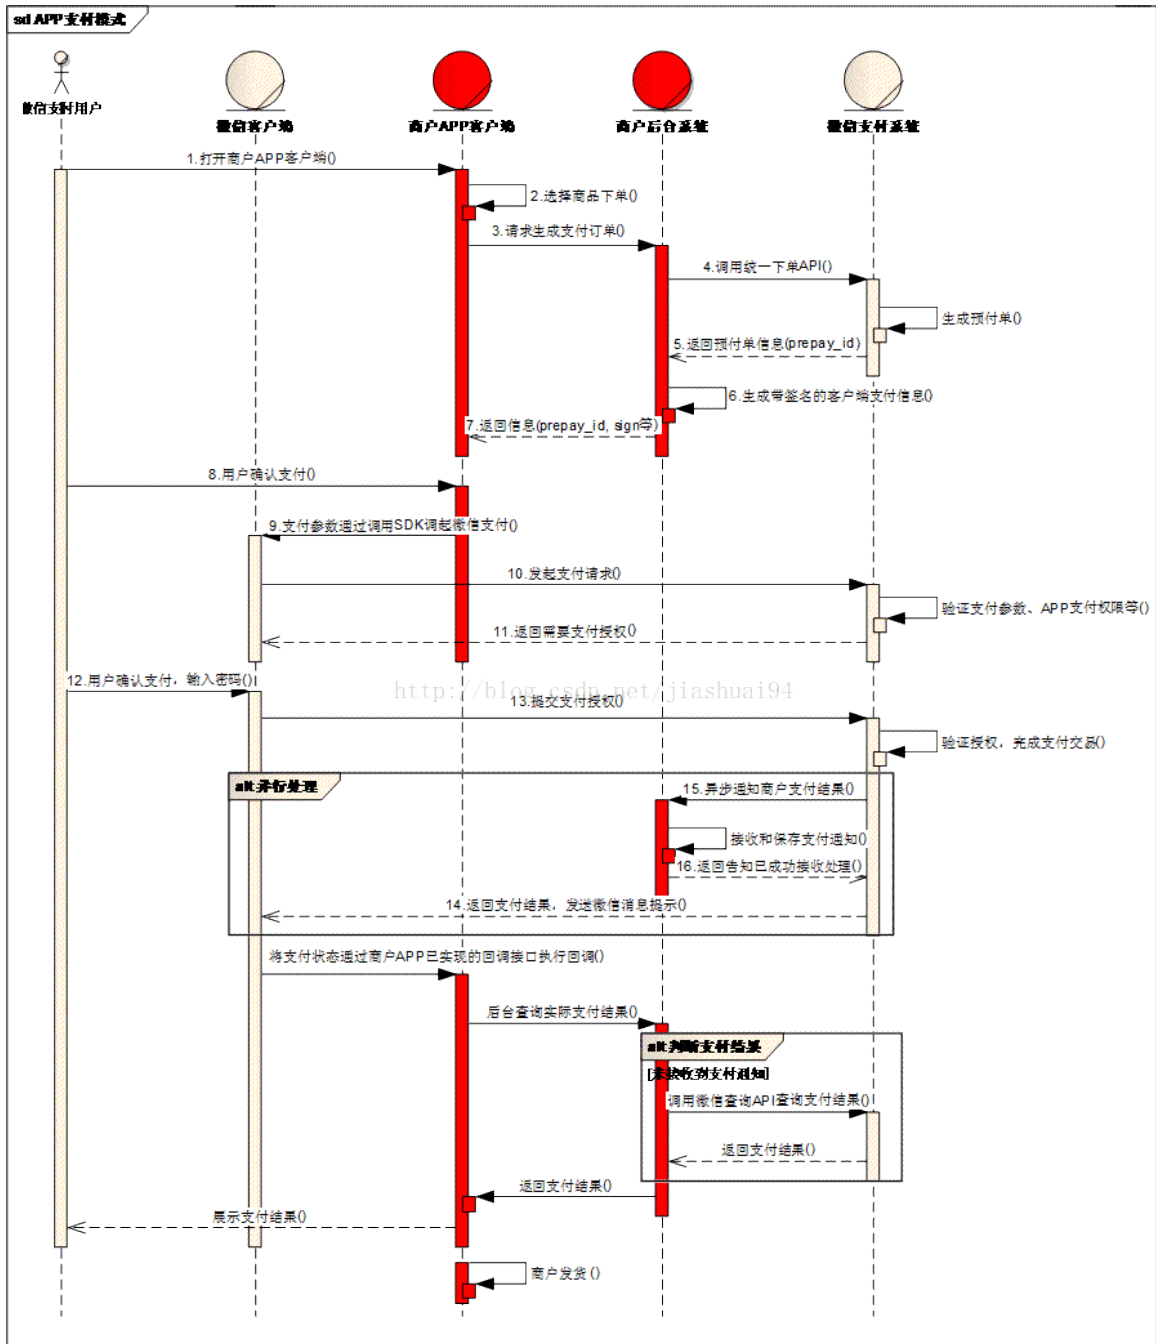 sd APP支付模式
微信支付用户
微信客户端
商户APP客户端
商户后台系统
微信支付系统
1.打开商户APP客户端()
2.选择商品下单()
3.请求生成支付订单()
4.调用统一下单API()
生成预付单()
5.返回预付单信息(prepay_id)
6.生成带签名的客户端支付信息()
7.返回信息(prepay_id, sign等)
8.用户确认支付()
9.支付参数通过调用SDK调起微信支付()
10.发起支付请求()
验证支付参数、APP支付权限等()
11.返回需要支付授权()
12.用户确认支付，输入密码()
http://blog.csdn.net/jiashuai94
13.提交支付授权()
验证授权，完成支付交易()
alt 并行处理
15.异步通知商户支付结果()
接收和保存支付通知()
16.返回告知已成功接收处理()
14.返回支付结果，发送微信消息提示()
将支付状态通过商户APP已实现的回调接口执行回调()
后台查询实际支付结果()
alt 判断支付结果
[未接收到支付通知]
调用微信查询API查询支付结果()
返回支付结果()
返回支付结果()
展示支付结果()
商户发货 ()